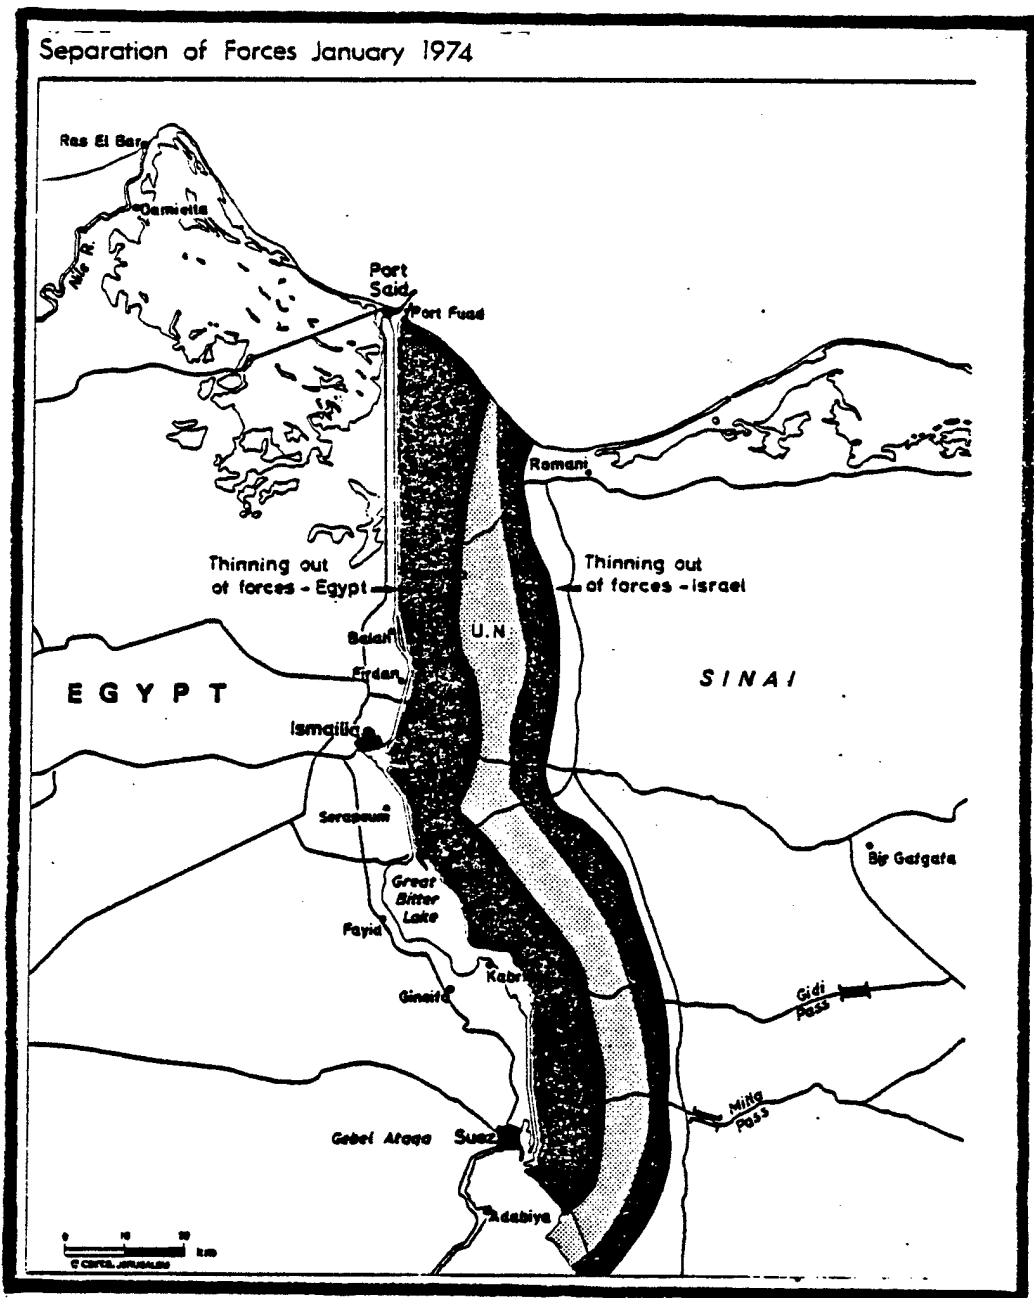 Separation of Forces January 1974
Ras El Bar
Damietta
Nile R.
Port
Said
Port Fuad
Romani
Thinning out
of forces - Egypt
Thinning out
of forces - Israel
Balah
U.N.
Firdan
SINAI
EGYPT
Ismailia
Serapeum
Bir Gafgafa
Great
Bitter
Lake
Fayid
Kabrit
Gineifa
Gidi
Pass
Mitla
Pass
Gebel Ataqa
Suez
Adabiya
0 10 20 km
© CARTA, JERUSALEM